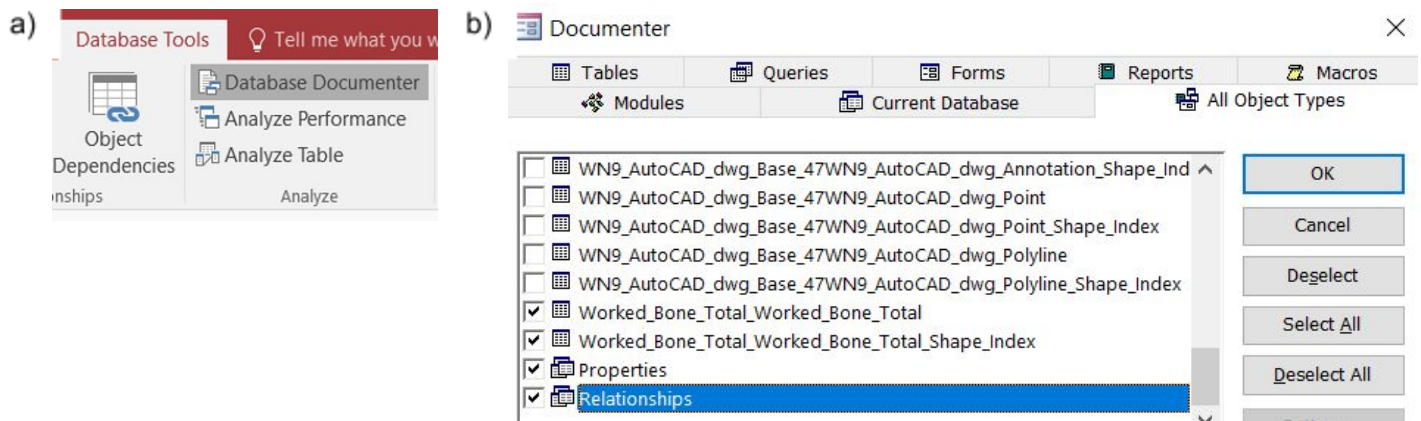 a)
Database Tools
Tell me what you w
Object
Dependencies
Database Documenter
Analyze Performance
Analyze Table
nships
Analyze
b)
Documenter
Tables
Queries
Forms
Reports
Macros
Modules
Current Database
All Object Types
WN9_AutoCAD_dwg_Base_47WN9_AutoCAD_dwg_Annotation_Shape_Ind
WN9_AutoCAD_dwg_Base_47WN9_AutoCAD_dwg_Point
WN9_AutoCAD_dwg_Base_47WN9_AutoCAD_dwg_Point_Shape_Index
WN9_AutoCAD_dwg_Base_47WN9_AutoCAD_dwg_Polyline
WN9_AutoCAD_dwg_Base_47WN9_AutoCAD_dwg_Polyline_Shape_Index
Worked_Bone_Total_Worked_Bone_Total
Worked_Bone_Total_Worked_Bone_Total_Shape_Index
Properties
Relationships
OK
Cancel
Deselect
Select All
Deselect All